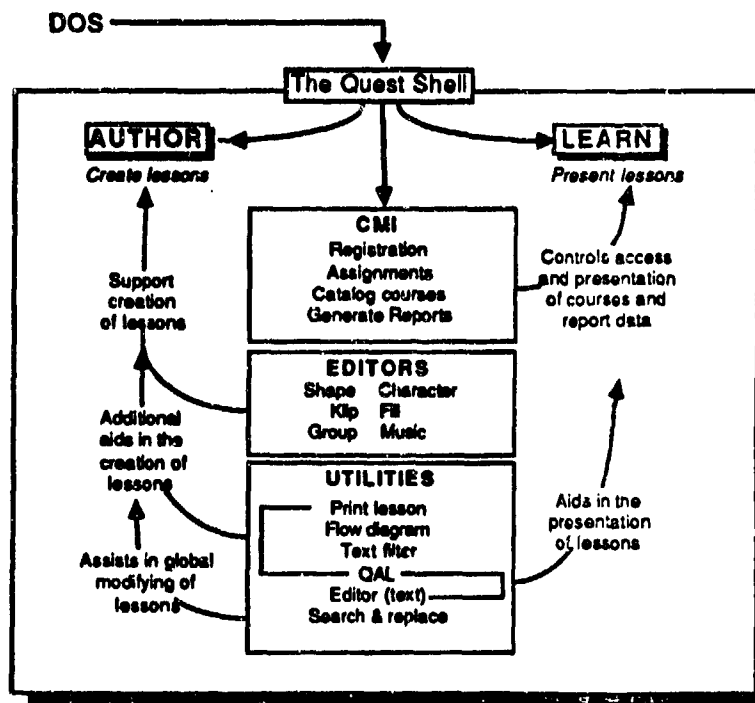 DOS
The Quest Shell
AUTHOR
Create lessons
LEARN
Present lessons
CMI
Registration
Assignments
Catalog courses
Generate Reports
Support
creation
of lessons
Controls access
and presentation
of courses and
report data
EDITORS
Shape Character
Klip Fill
Group Music
Additional
aids in the
creation of
lessons
UTILITIES
Print lesson
Flow diagram
Text filter
QAL
Editor (text)
Search & replace
Assists in global
modifying of
lessons
Aids in the
presentation
of lessons